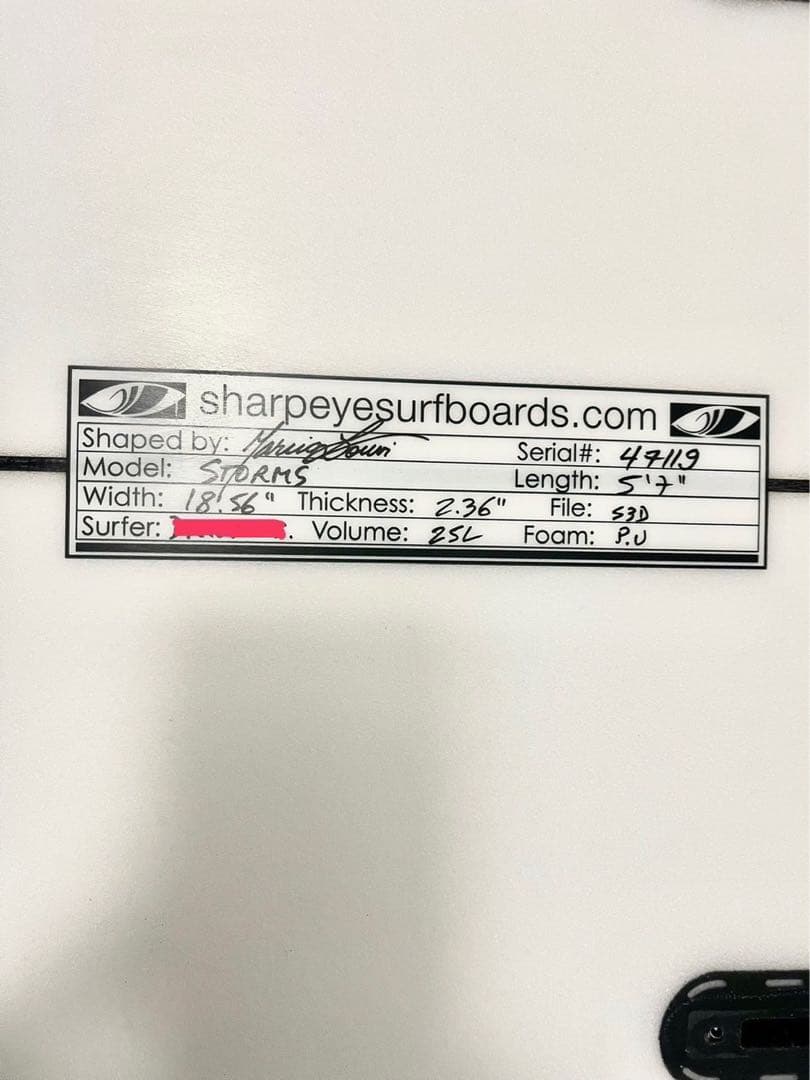 sharpeyesurfboards.com
Shaped by: Serial#: 47119
Model: STORMS Length: 5'7"
Width: 18.56" Thickness: 2.36" File: S3D
Surfer: Volume: 25L Foam: P.U